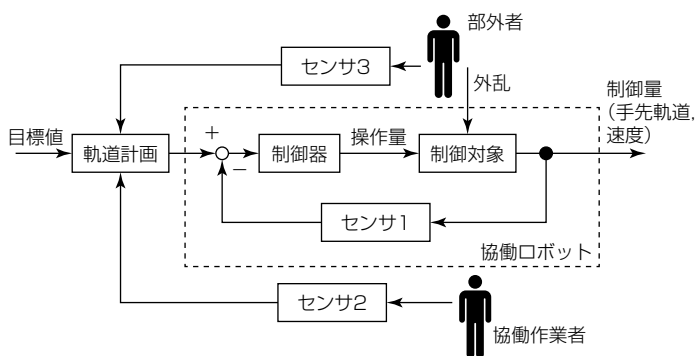 部外者
センサ3
外乱
制御量
（手先軌道,
速度）
目標値
軌道計画
＋
－
制御器
操作量
制御対象
センサ1
協働ロボット
センサ2
協働作業者